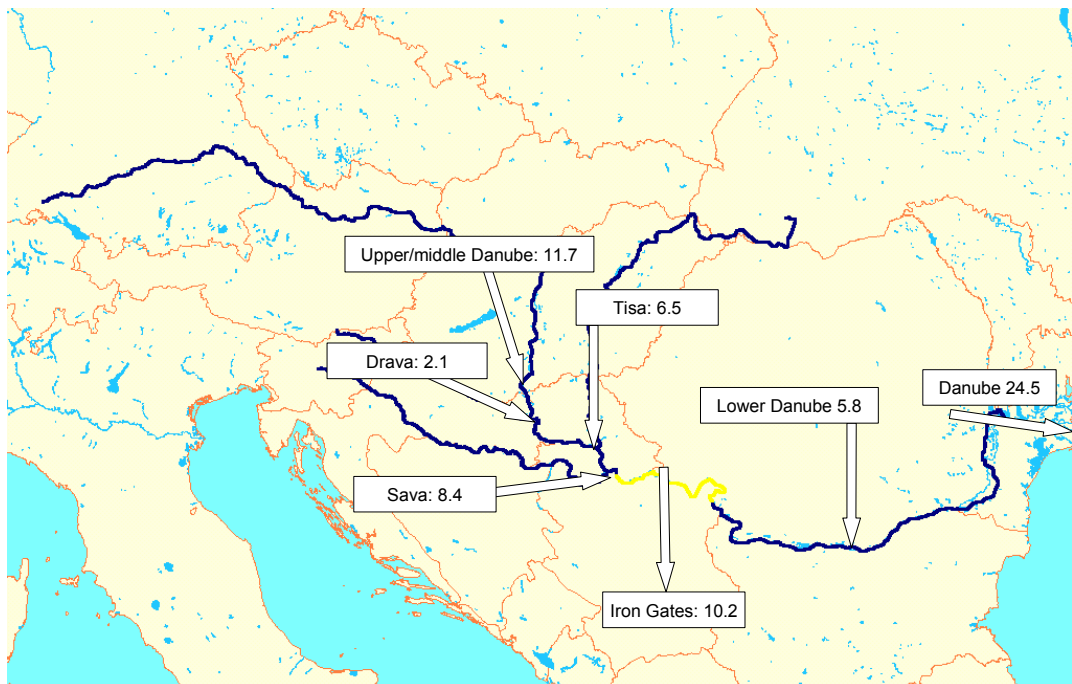 Upper/middle Danube: 11.7
Tisa: 6.5
Drava: 2.1
Danube 24.5
Lower Danube 5.8
Sava: 8.4
Iron Gates: 10.2